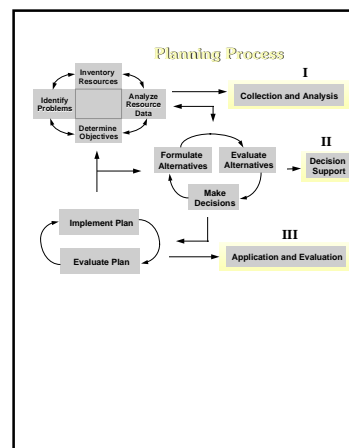 Planning Process
I
Inventory
Resources
Identify
Problems
Analyze
Resource
Data
Collection and Analysis
Determine
Objectives
II
Formulate
Alternatives
Evaluate
Alternatives
Decision
Support
Make
Decisions
Implement Plan
III
Evaluate Plan
Application and Evaluation